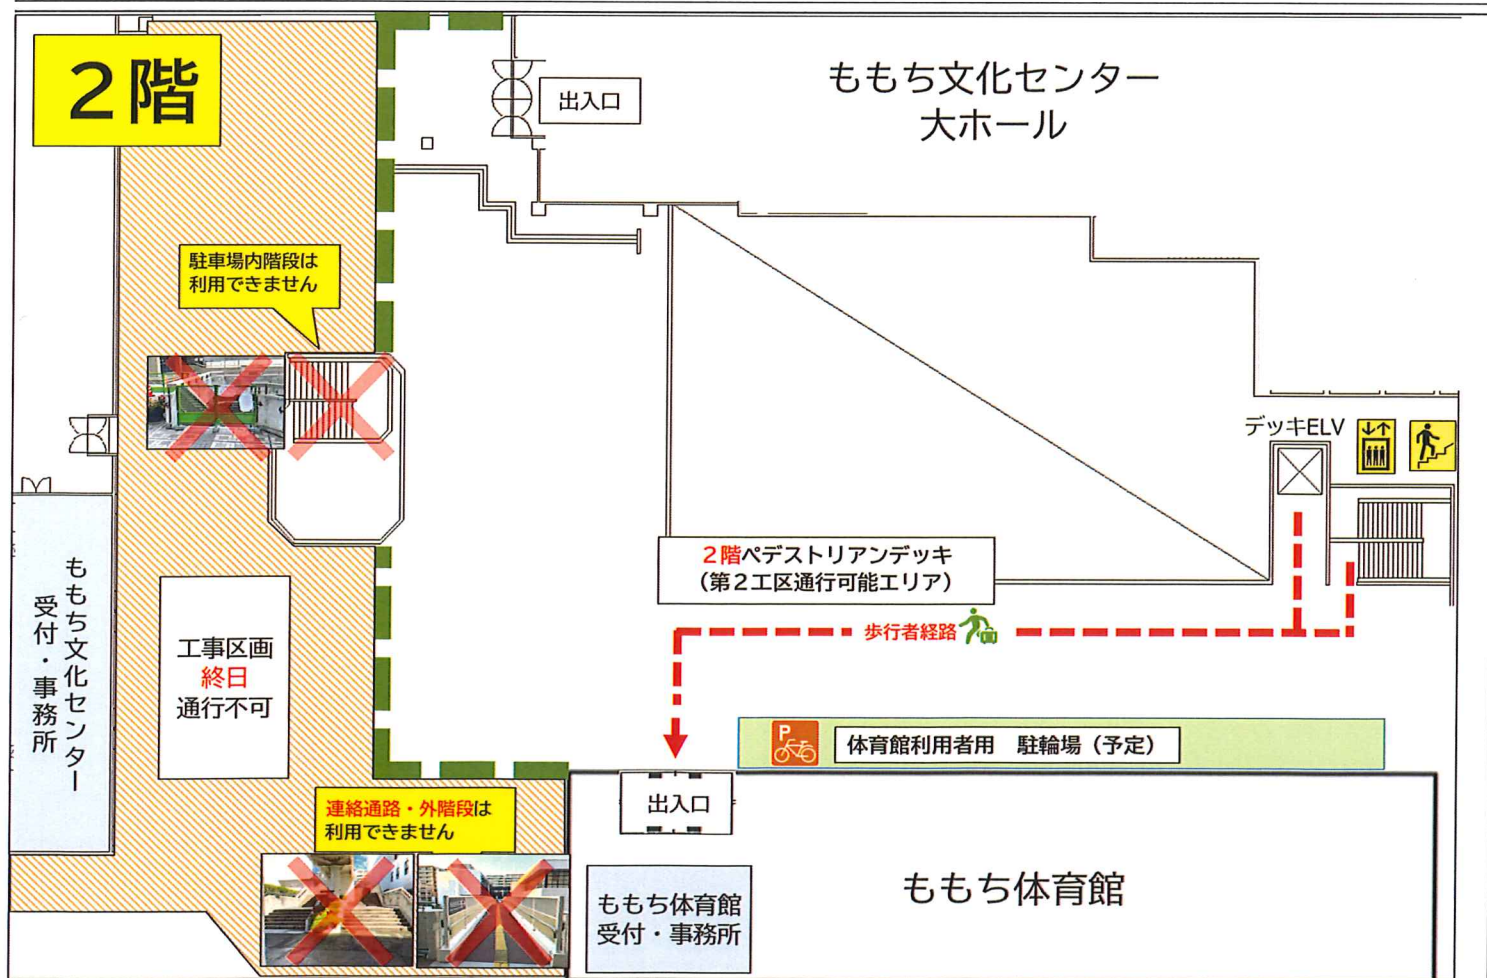 2階
出入口
ももち文化センター
大ホール
駐車場内階段は
利用できません
デッキELV
2階ペデストリアンデッキ
(第2工区通行可能エリア)
歩行者経路
ももち文化センター
受付・事務所
工事区画
終日
通行不可
P
体育館利用者用 駐輪場(予定)
連絡通路・外階段は
利用できません
出入口
ももち体育館
受付・事務所
ももち体育館